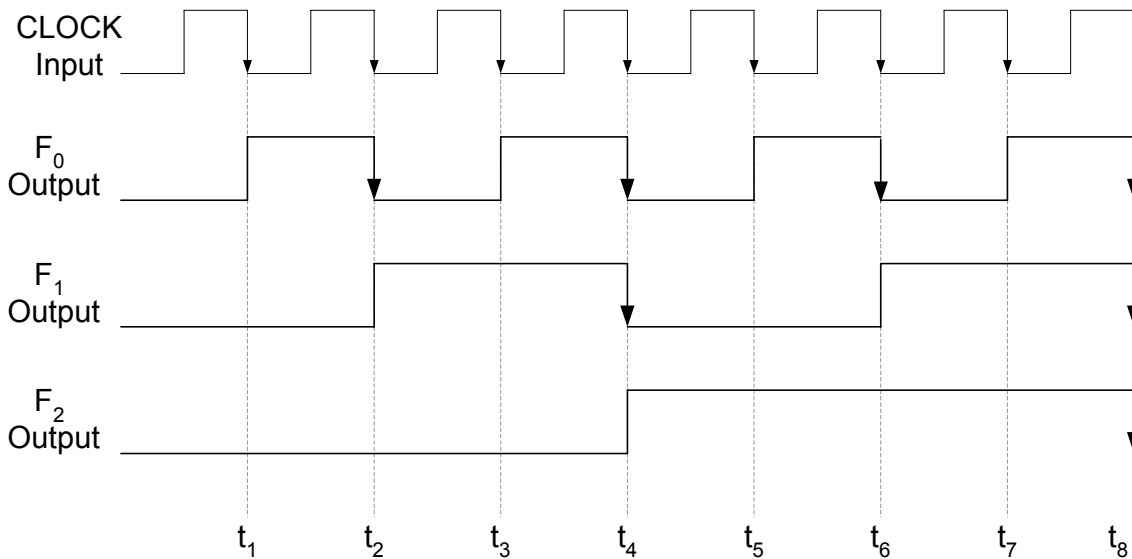 CLOCK
Input
F₀
Output
F₁
Output
F₂
Output
t₁ t₂ t₃ t₄ t₅ t₆ t₇ t₈